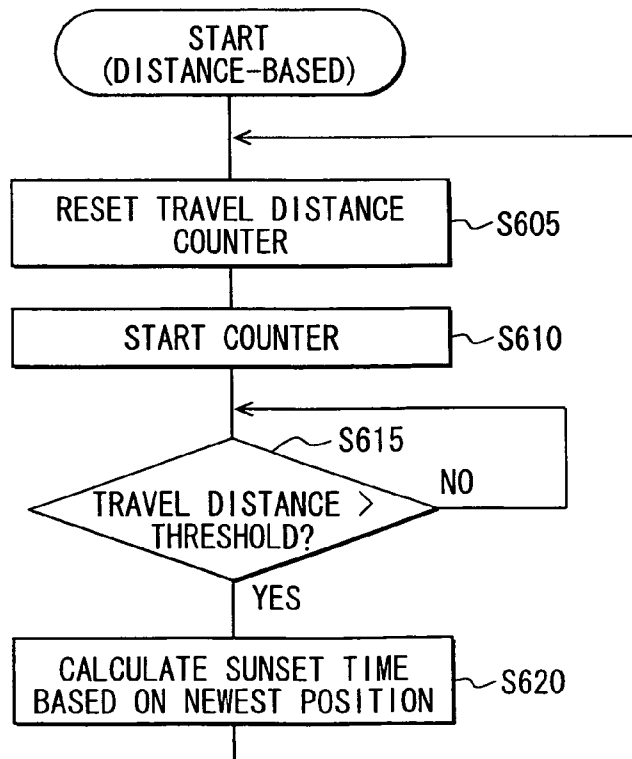 START
(DISTANCE-BASED)
RESET TRAVEL DISTANCE
COUNTER
S605
START COUNTER
S610
S615
TRAVEL DISTANCE >
THRESHOLD?
NO
YES
CALCULATE SUNSET TIME
BASED ON NEWEST POSITION
S620